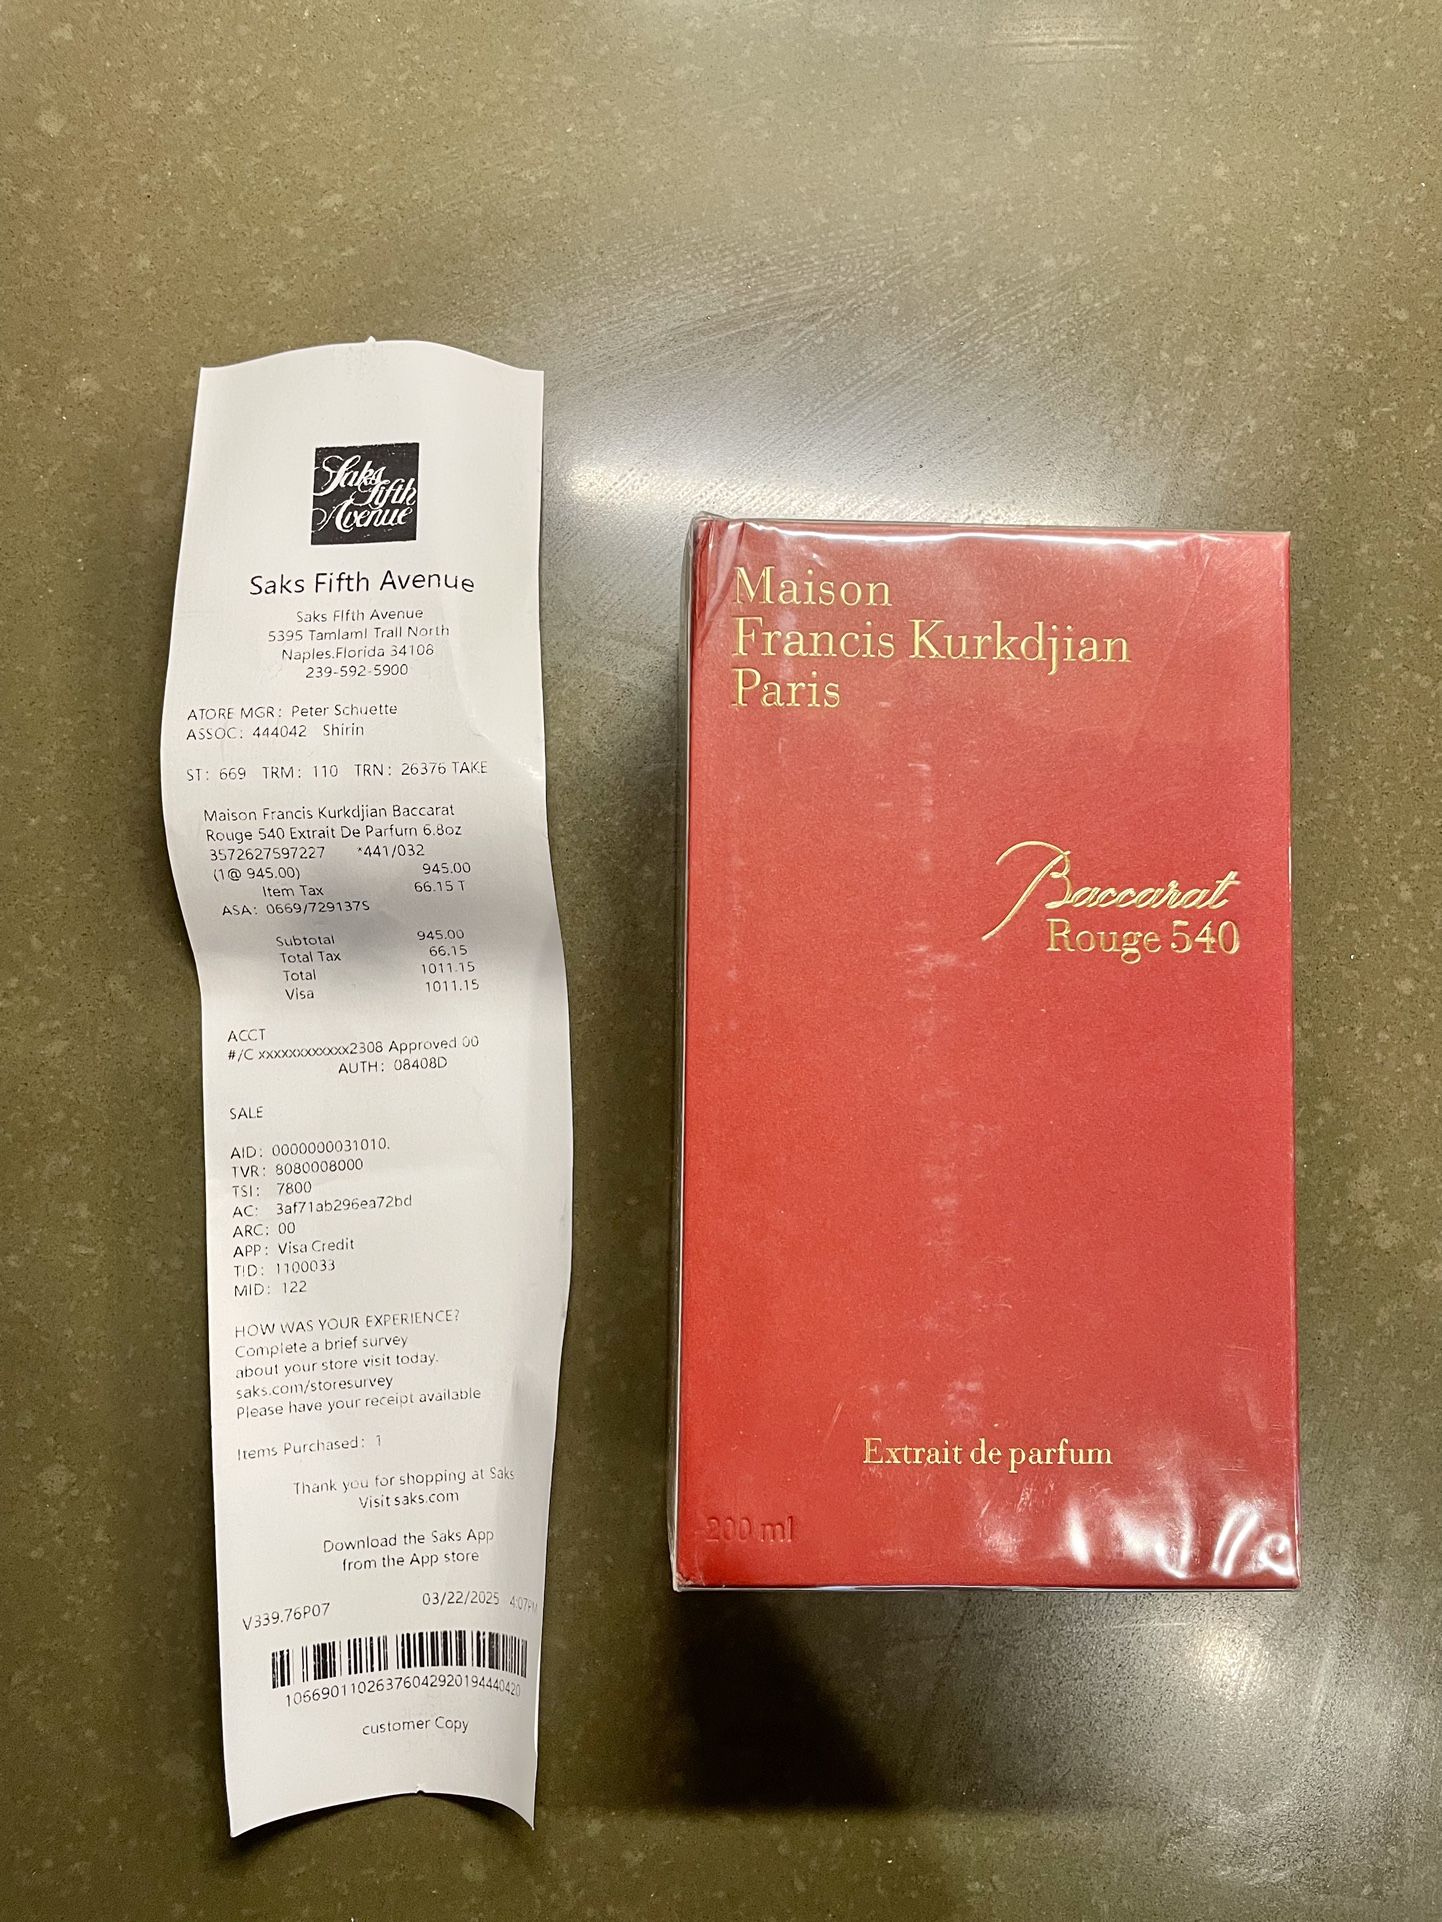 Saks
Fifth
Avenue
Saks Fifth Avenue
Saks FIfth Avenue
5395 TamIamI TraIl North
Naples.Florida 34108
239-592-5900
ATORE MGR: Peter Schuette
ASSOC: 444042 Shirin
ST: 669 TRM: 110 TRN: 26376 TAKE
Maison Francis Kurkdjian Baccarat
Rouge 540 Extrait De Parfum 6.8oz
3572627597227 *441/032
(1@ 945.00) 945.00
Item Tax 66.15 T
ASA: 0669/729137S
Subtotal 945.00
Total Tax 66.15
Total 1011.15
Visa 1011.15
ACCT
#/C xxxxxxxxxxxx2308 Approved 00
AUTH: 08408D
SALE
AID: 0000000031010.
TVR: 8080008000
TSI: 7800
AC: 3af71ab296ea72bd
ARC: 00
APP: Visa Credit
TID: 1100033
MID: 122
HOW WAS YOUR EXPERIENCE?
Complete a brief survey
about your store visit today.
saks.com/storesurvey
Please have your receipt available
Items Purchased: 1
Thank you for shopping at Saks
Visit saks.com
Download the Saks App
from the App store
V339.76P07 03/22/2025 4:07PM
10669011026376042920194440420
customer Copy
Maison
Francis Kurkdjian
Paris
Baccarat
Rouge 540
Extrait de parfum
200 ml